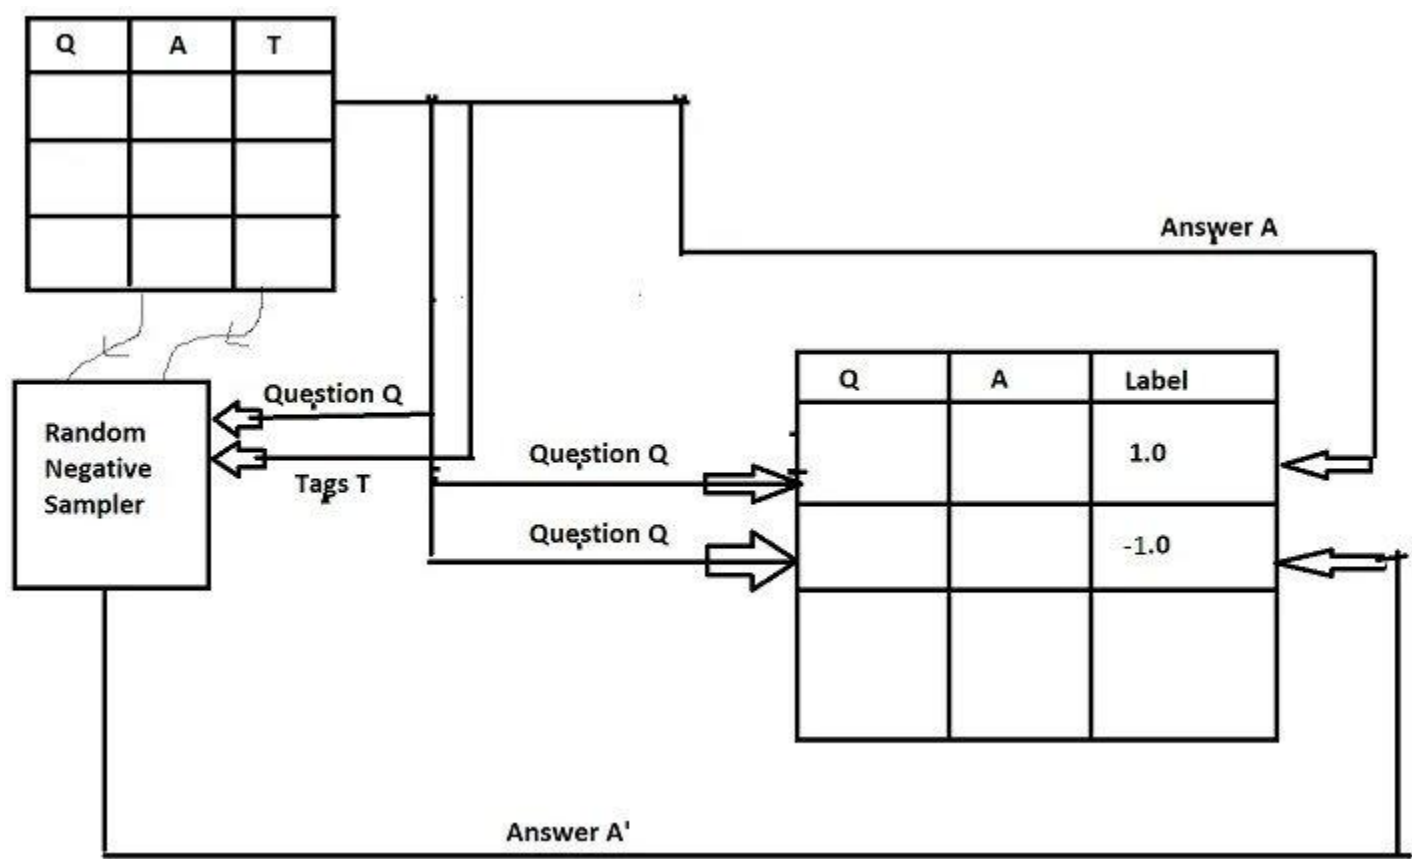 Q A T
Answer A
Q A Label
Question Q
Random
Negative
Sampler
Tags T
Question Q
1.0
Question Q
-1.0
Answer A'